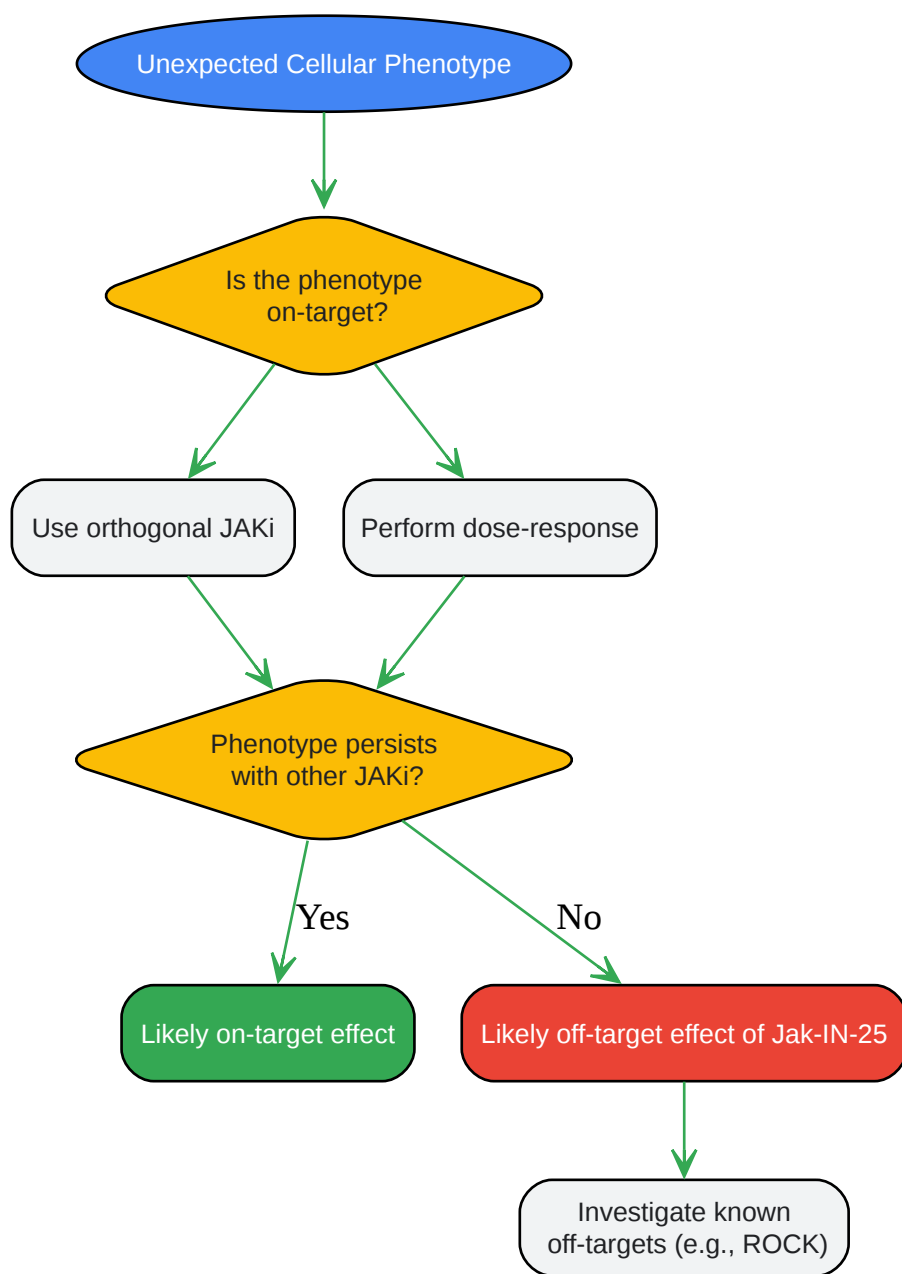 Unexpected Cellular Phenotype
Is the phenotype
on-target?
Use orthogonal JAKi
Perform dose-response
Phenotype persists
with other JAKi?
Yes
No
Likely on-target effect
Likely off-target effect of Jak-IN-25
Investigate known
off-targets (e.g., ROCK)